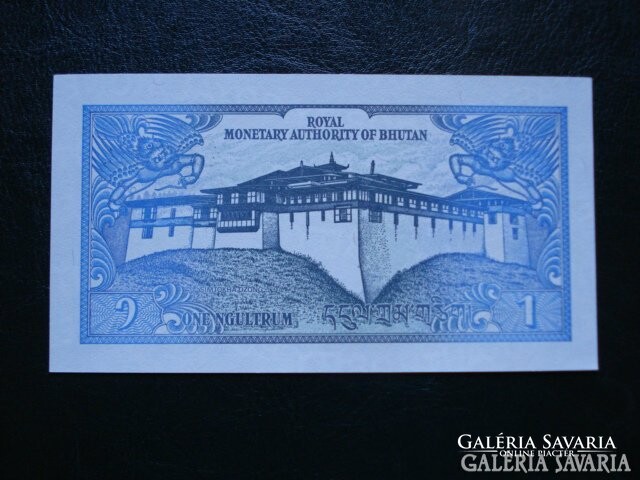 ROYAL
MONETARY AUTHORITY OF BHUTAN
ONE NGULTRUM
༡
1
GALÉRIA SAVARIA
ONLINE PIACTÉR
GALÉRIA SAVARIA